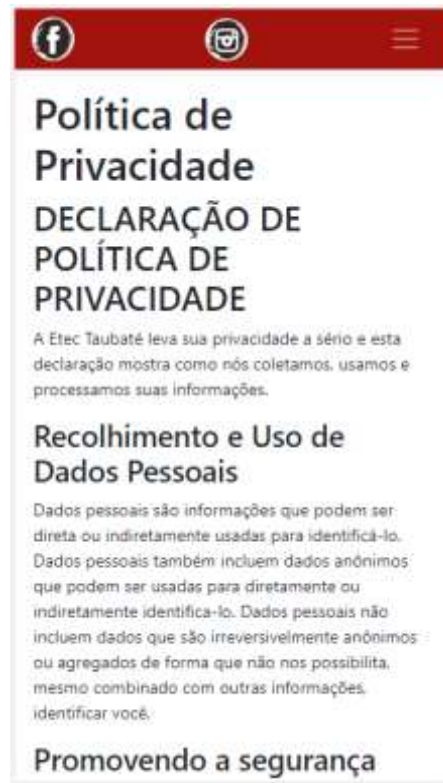 Política de
Privacidade
DECLARAÇÃO DE
POLÍTICA DE
PRIVACIDADE
A Etec Taubaté leva sua privacidade a sério e esta
declaração mostra como nós coletamos, usamos e
processamos suas informações.
Recolhimento e Uso de
Dados Pessoais
Dados pessoais são informações que podem ser
direta ou indiretamente usadas para identificá-lo.
Dados pessoais também incluem dados anônimos
que podem ser usadas para diretamente ou
indiretamente identifica-lo. Dados pessoais não
incluem dados que são irreversivelmente anônimos
ou agregados de forma que não nos possibilita,
mesmo combinado com outras informações,
identificar você.
Promovendo a segurança